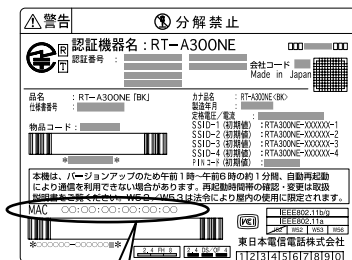 警告
分解禁止
R
T
認証機器名：RT−A300NE
認証番号 ：
会社コード
Made in Japan
品名 ：RT−A300NE「BK」
仕様書番号 ：
カナ品名 ：RT−A300NE<BK>
製造年月 ：
定格電圧／電流 ：
SSID-1 (初期値) ：RTA300NE-XXXXXX-1
SSID-2 (初期値) ：RTA300NE-XXXXXX-2
SSID-3 (初期値) ：RTA300NE-XXXXXX-3
SSID-4 (初期値) ：RTA300NE-XXXXXX-4
PINコード (初期値) ：
物品コード：
本機は、バージョンアップのため午前1時〜午前6時の約1分間、自動再起動
により通信を利用できない場合があります。再起動時間帯の確認・変更は取扱
説明書をご覧ください。W52、W53は法令により屋内の使用に限定されます。
MAC ○○:○○:○○:○○:○○:○○
IEEE802.11b/g
IEEE802.11a
J52 W52 W53 W56
2.4 FH 8
2.4 DS/OF 4
東日本電信電話株式会社
1 2 3 4 5 6 7 8 9 0